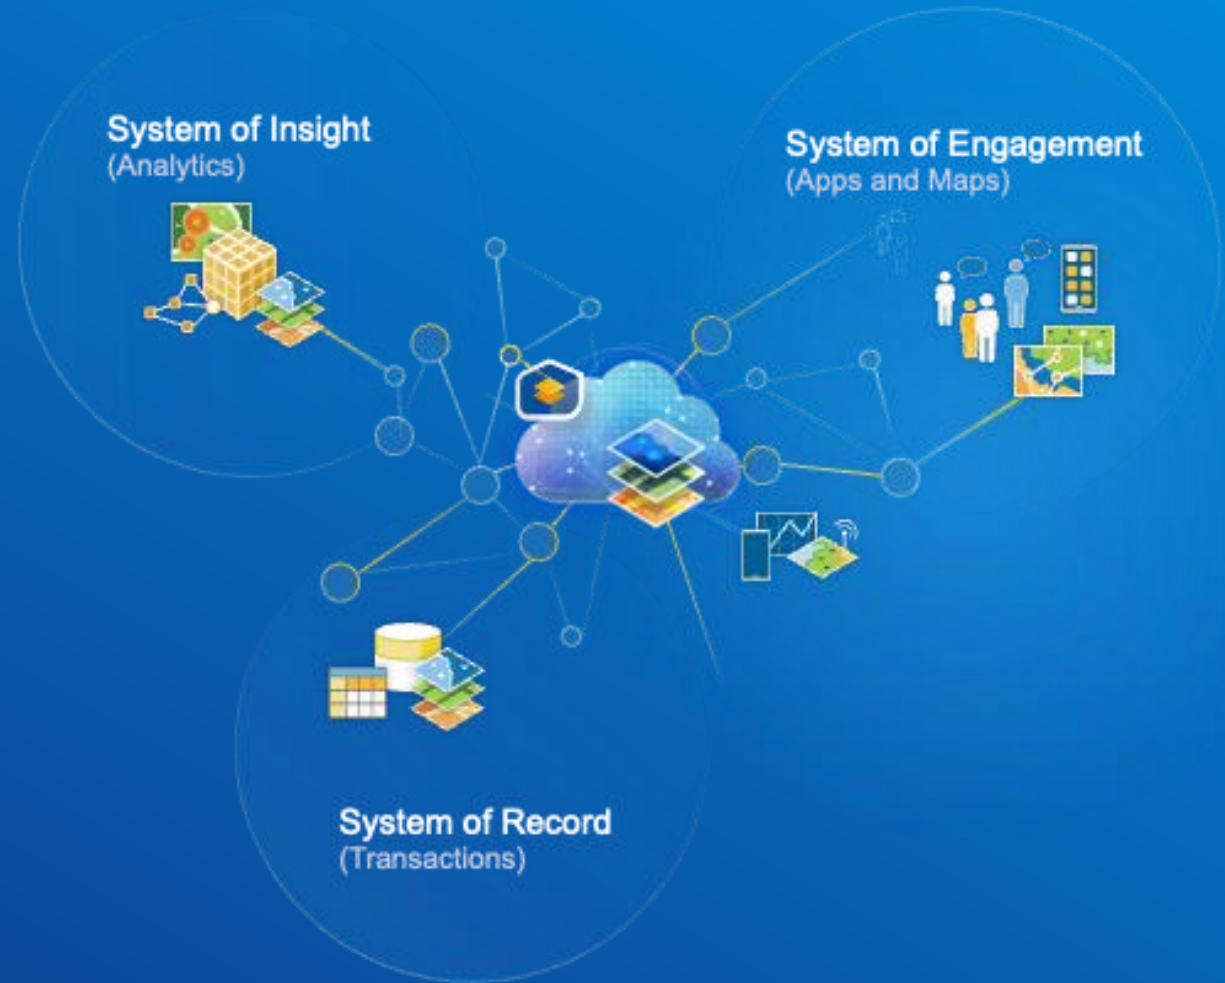 System of Insight
(Analytics)
System of Engagement
(Apps and Maps)
System of Record
(Transactions)